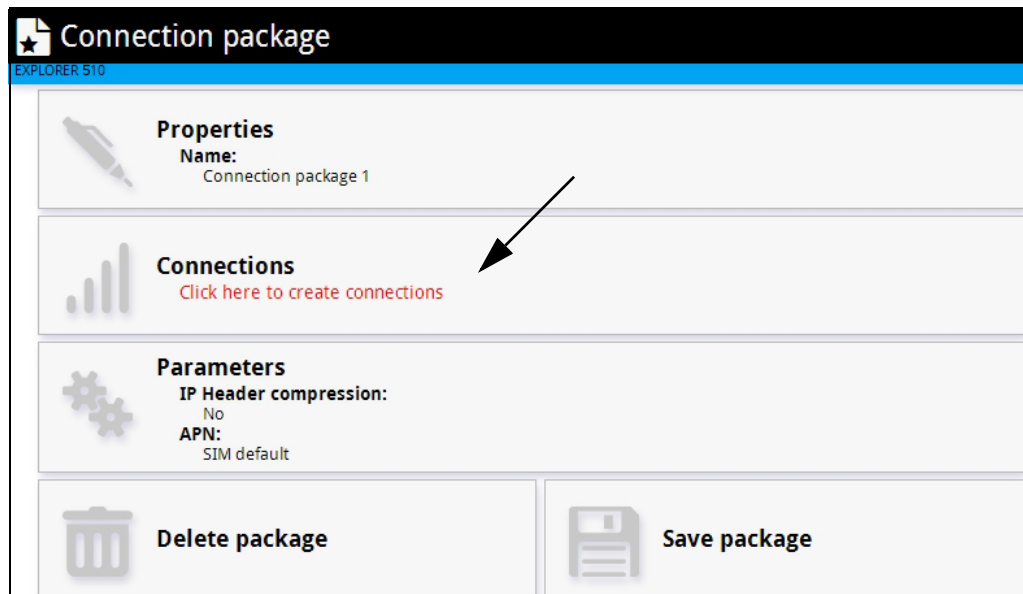 Connection package
EXPLORER 510
Properties
Name:
Connection package 1
Connections
Click here to create connections
Parameters
IP Header compression:
No
APN:
SIM default
Delete package
Save package